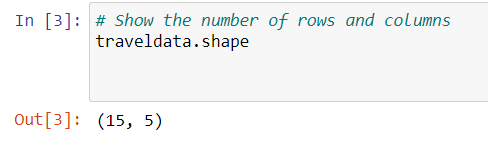 In [3]: # Show the number of rows and columns
traveldata.shape
Out[3]: (15, 5)